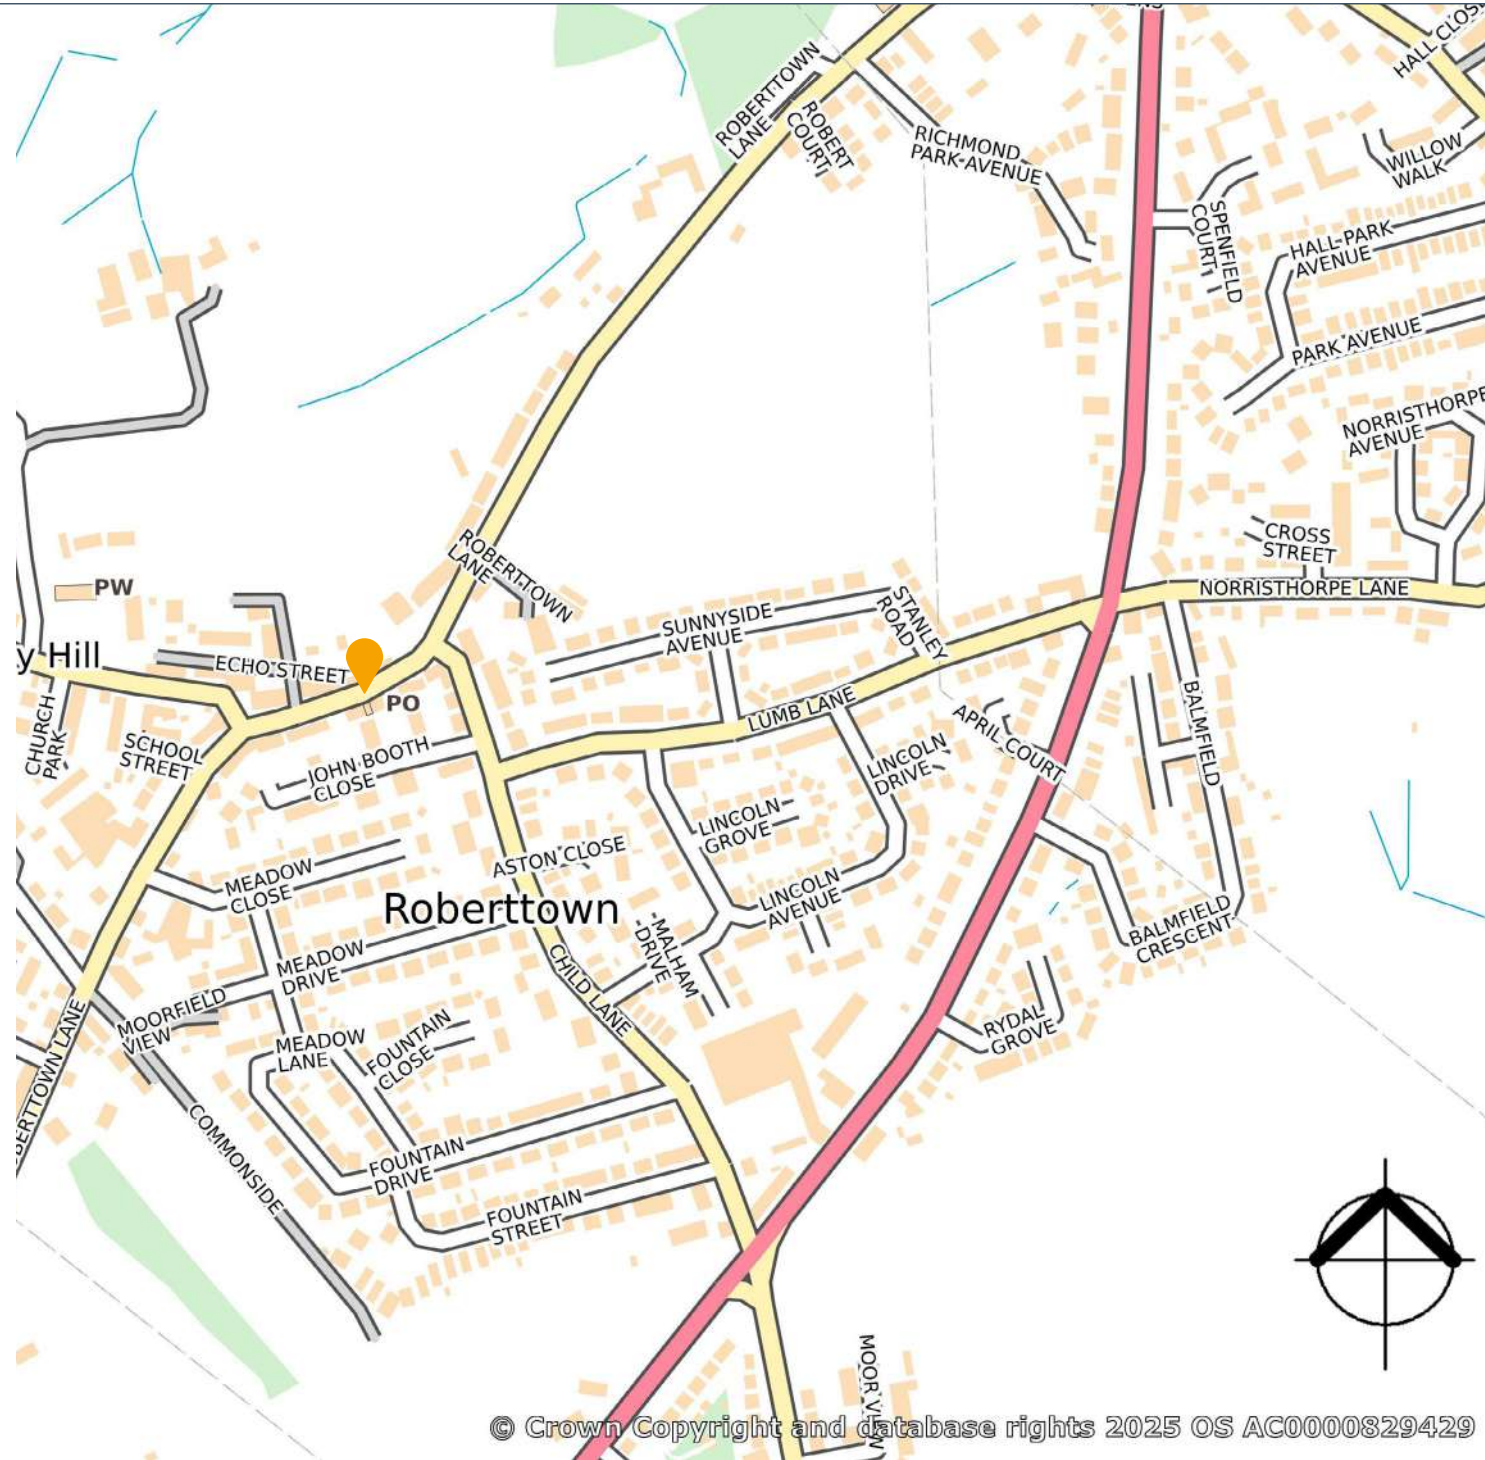 HALL CLOSE
ROBERTTOWN
LANE
ROBERT
COURT
RICHMOND
PARK AVENUE
WILLOW
WALK
SPENFIELD
COURT
HALL PARK
AVENUE
PARK AVENUE
NORRISTHORPE
AVENUE
CROSS
STREET
NORRISTHORPE LANE
ROBERTTOWN
LANE
PW
SUNNYSIDE
AVENUE
STANLEY
ROAD
y Hill
ECHO STREET
PO
LUMB LANE
BALMFIELD
CHURCH
PARK
SCHOOL
STREET
JOHN BOOTH
CLOSE
APRIL COURT
LINCOLN
DRIVE
LINCOLN
GROVE
ASTON CLOSE
MEADOW
CLOSE
Roberttown
LINCOLN
AVENUE
BALMFIELD
CRESCENT
MALHAM
DRIVE
MEADOW
DRIVE
CHILD LANE
MOORFIELD
VIEW
RYDAL
GROVE
MEADOW
LANE
FOUNTAIN
CLOSE
BERTTOWN LANE
COMMONSIDE
FOUNTAIN
DRIVE
FOUNTAIN
STREET
MOOR VIEW
© Crown Copyright and database rights 2025 OS AC0000829429